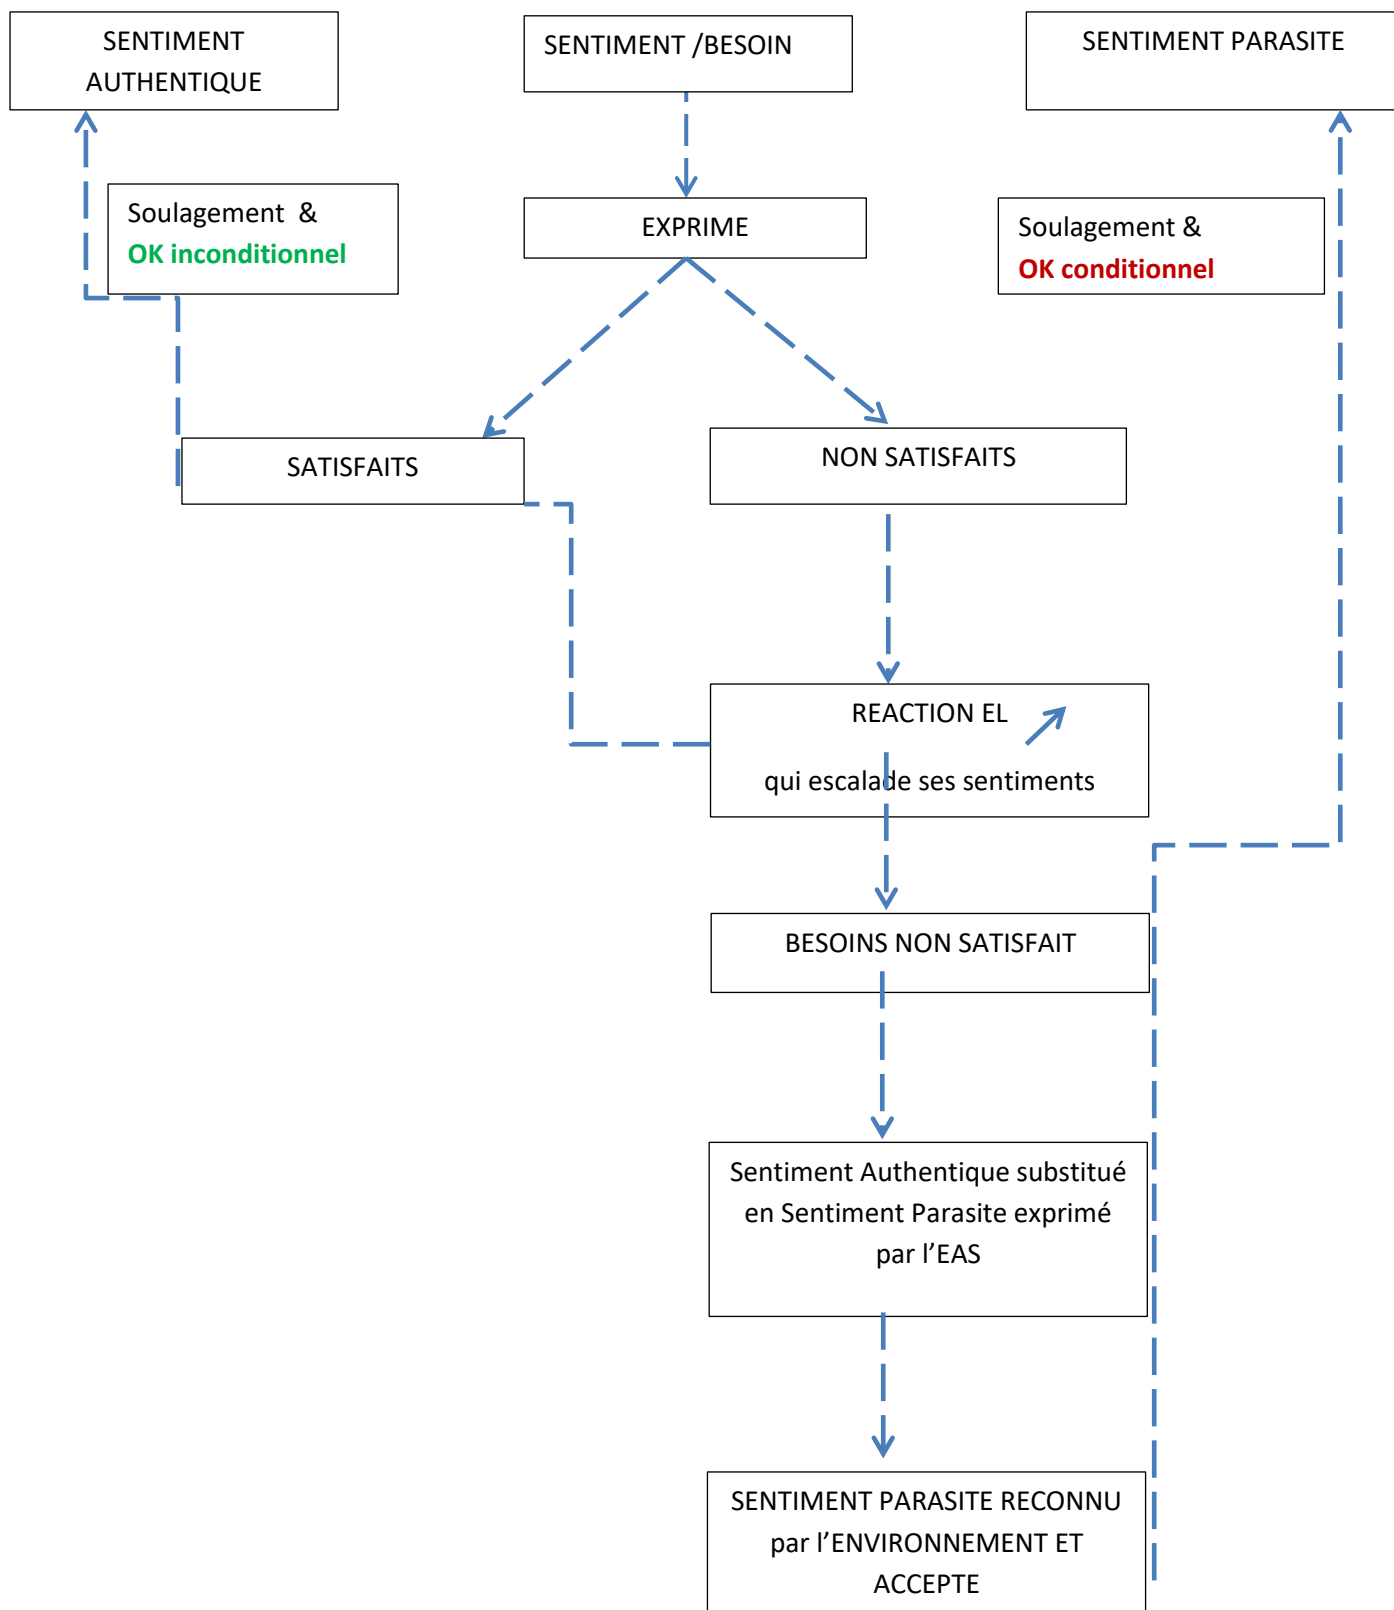 SENTIMENT
AUTHENTIQUE
SENTIMENT /BESOIN
SENTIMENT PARASITE
Soulagement &
OK inconditionnel
EXPRIME
Soulagement &
OK conditionnel
SATISFAITS
NON SATISFAITS
REACTION EL
qui escalade ses sentiments
BESOINS NON SATISFAIT
Sentiment Authentique substitué
en Sentiment Parasite exprimé
par l’EAS
SENTIMENT PARASITE RECONNU
par l’ENVIRONNEMENT ET
ACCEPTE